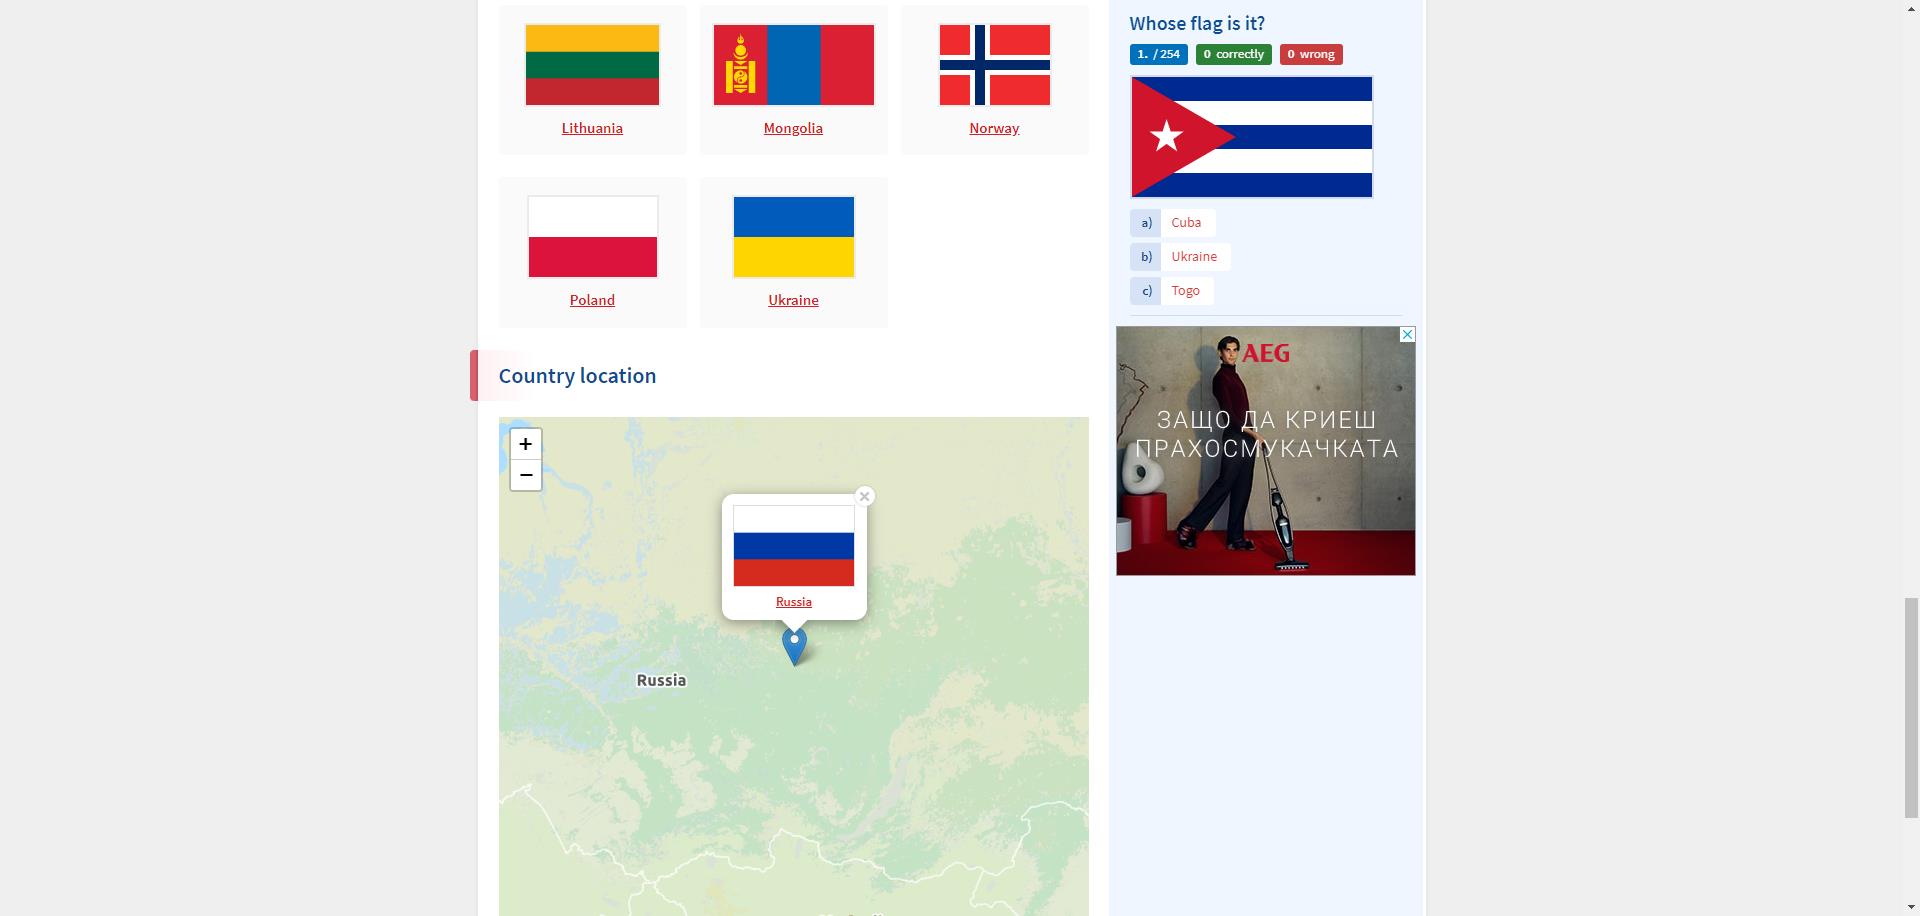 Lithuania
Mongolia
Norway
Poland
Ukraine
Country location
+
−
×
Russia
Russia
Whose flag is it?
1. / 254
0 correctly
0 wrong
a) Cuba
b) Ukraine
c) Togo
AEG
ЗАЩО ДА КРИЕШ
ПРАХОСМУКАЧКАТА